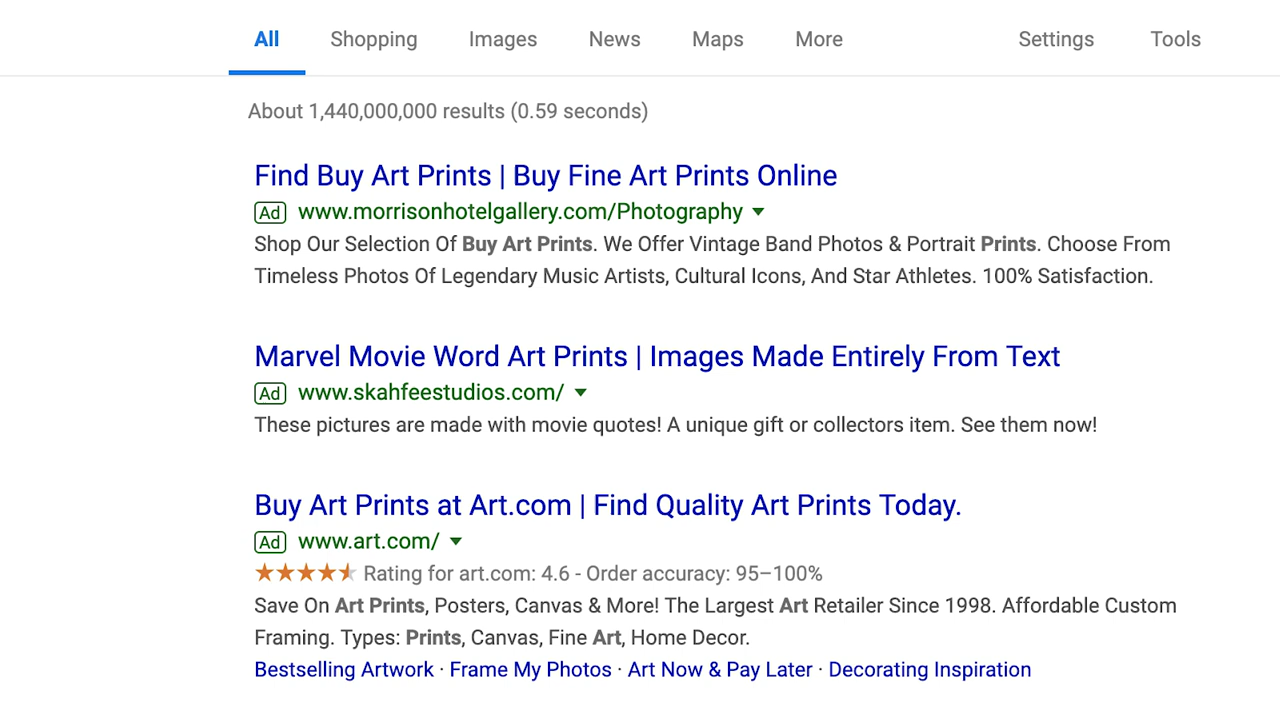 All Shopping Images News Maps More Settings Tools
About 1,440,000,000 results (0.59 seconds)
Find Buy Art Prints | Buy Fine Art Prints Online
Ad www.morrisonhotelgallery.com/Photography
Shop Our Selection Of Buy Art Prints. We Offer Vintage Band Photos & Portrait Prints. Choose From
Timeless Photos Of Legendary Music Artists, Cultural Icons, And Star Athletes. 100% Satisfaction.
Marvel Movie Word Art Prints | Images Made Entirely From Text
Ad www.skahfeestudios.com/
These pictures are made with movie quotes! A unique gift or collectors item. See them now!
Buy Art Prints at Art.com | Find Quality Art Prints Today.
Ad www.art.com/
Rating for art.com: 4.6 - Order accuracy: 95–100%
Save On Art Prints, Posters, Canvas & More! The Largest Art Retailer Since 1998. Affordable Custom
Framing. Types: Prints, Canvas, Fine Art, Home Decor.
Bestselling Artwork · Frame My Photos · Art Now & Pay Later · Decorating Inspiration